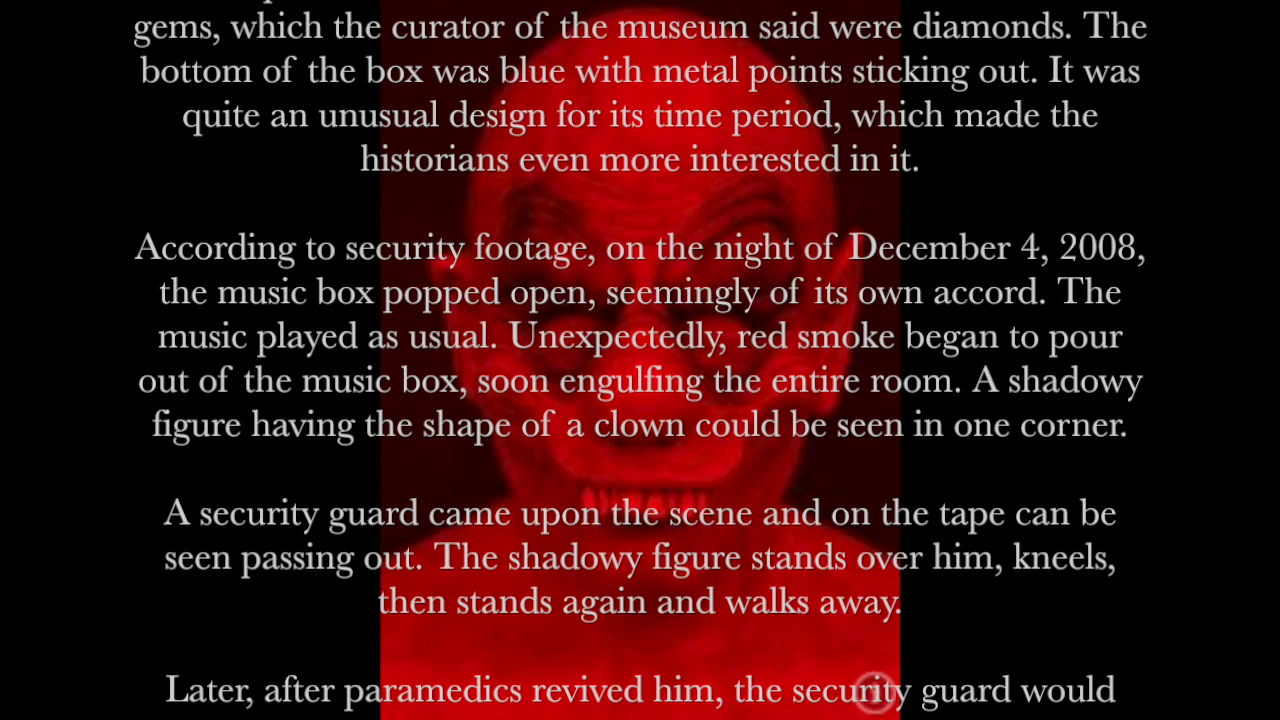 gems, which the curator of the museum said were diamonds. The
bottom of the box was blue with metal points sticking out. It was
quite an unusual design for its time period, which made the
historians even more interested in it.
According to security footage, on the night of December 4, 2008,
the music box popped open, seemingly of its own accord. The
music played as usual. Unexpectedly, red smoke began to pour
out of the music box, soon engulfing the entire room. A shadowy
figure having the shape of a clown could be seen in one corner.
A security guard came upon the scene and on the tape can be
seen passing out. The shadowy figure stands over him, kneels,
then stands again and walks away.
Later, after paramedics revived him, the security guard would